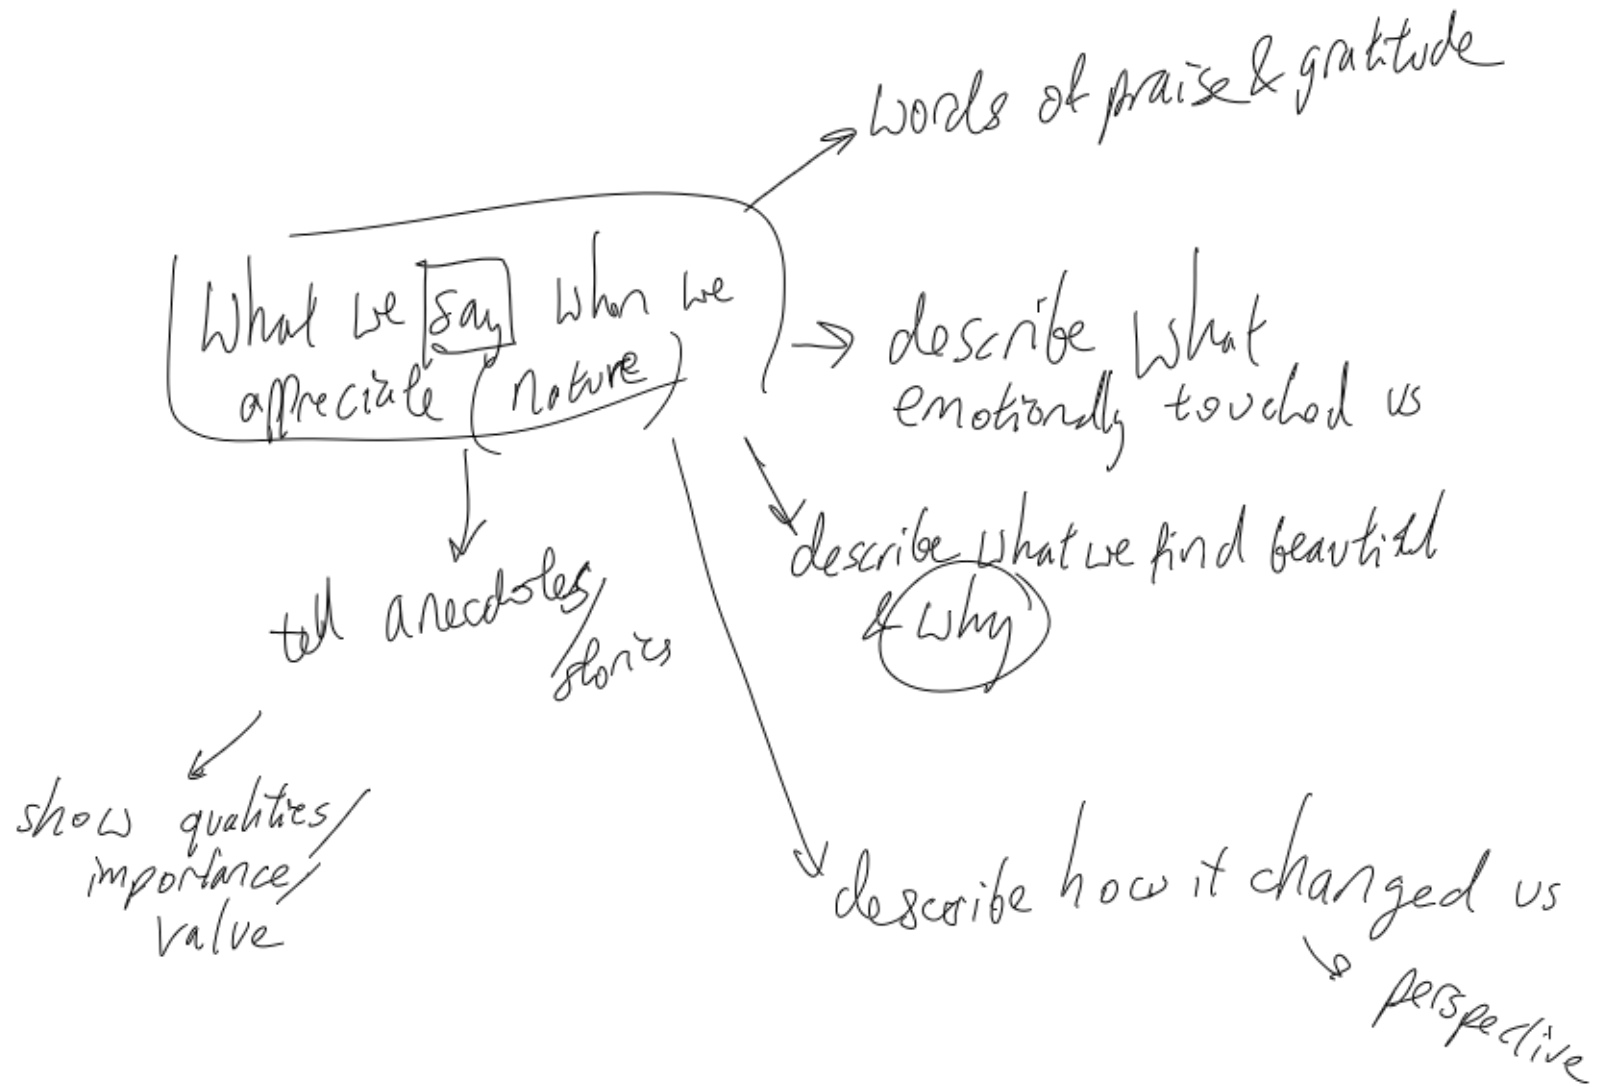 words of praise & gratitude
What we say when we
appreciate (nature)
describe what
emotionally touched us
describe what we find beautiful
& why
tell anecdotes/
stories
show qualities/
importance/
value
describe how it changed us
perspective